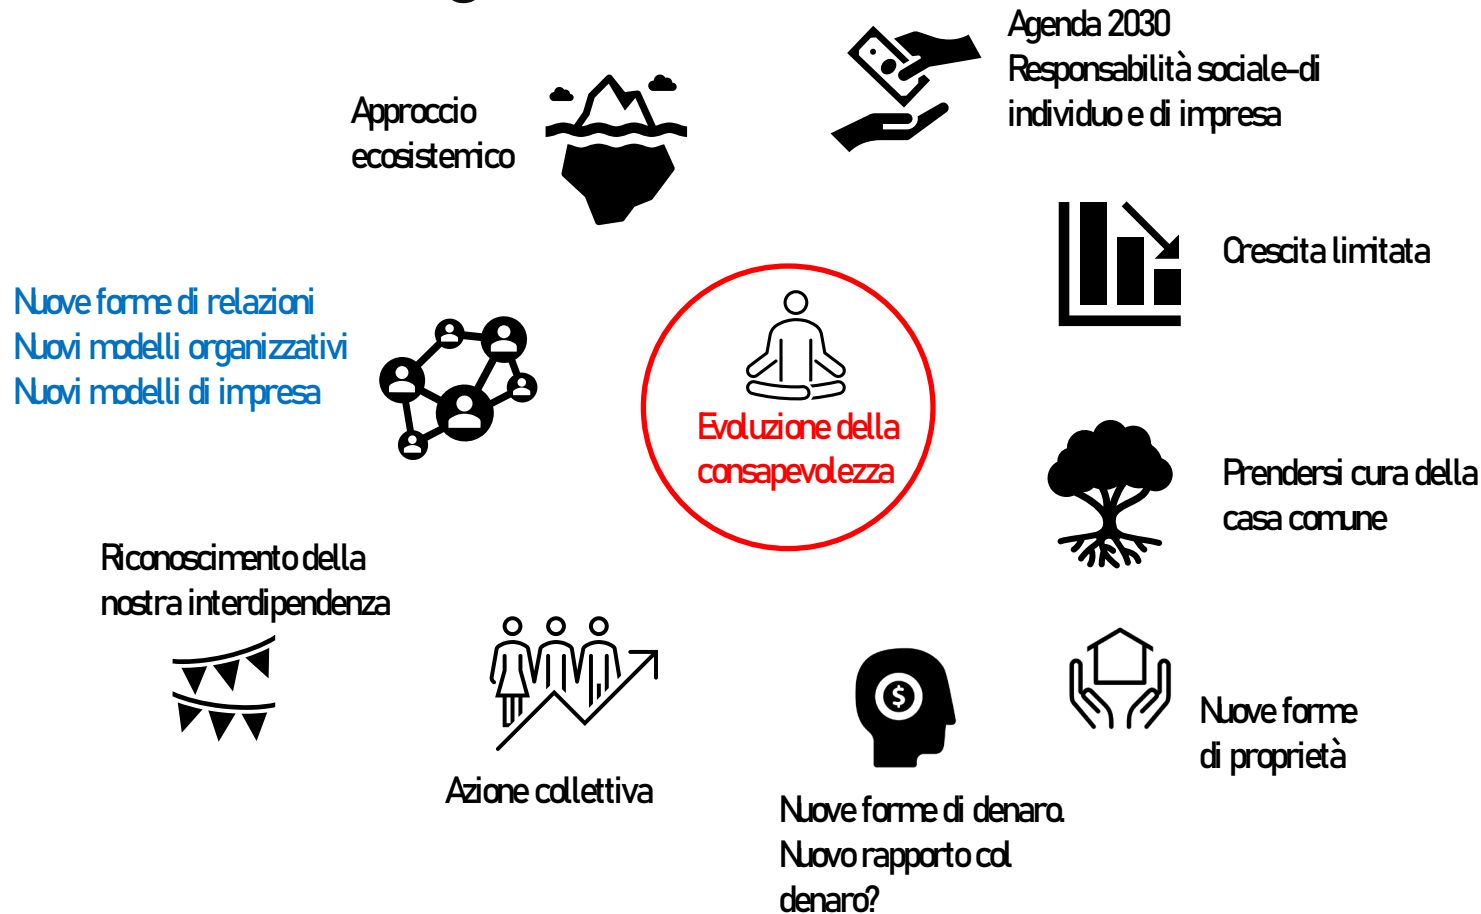 Agenda 2030
Responsabilità sociale-di
individuo e di impresa
Approccio
ecosistemico
Crescita limitata
Nuove forme di relazioni
Nuovi modelli organizzativi
Nuovi modelli di impresa
Evoluzione della
consapevolezza
Prendersi cura della
casa comune
Riconoscimento della
nostra interdipendenza
$
Nuove forme
di proprietà
Azione collettiva
Nuove forme di denaro.
Nuovo rapporto col
denaro?